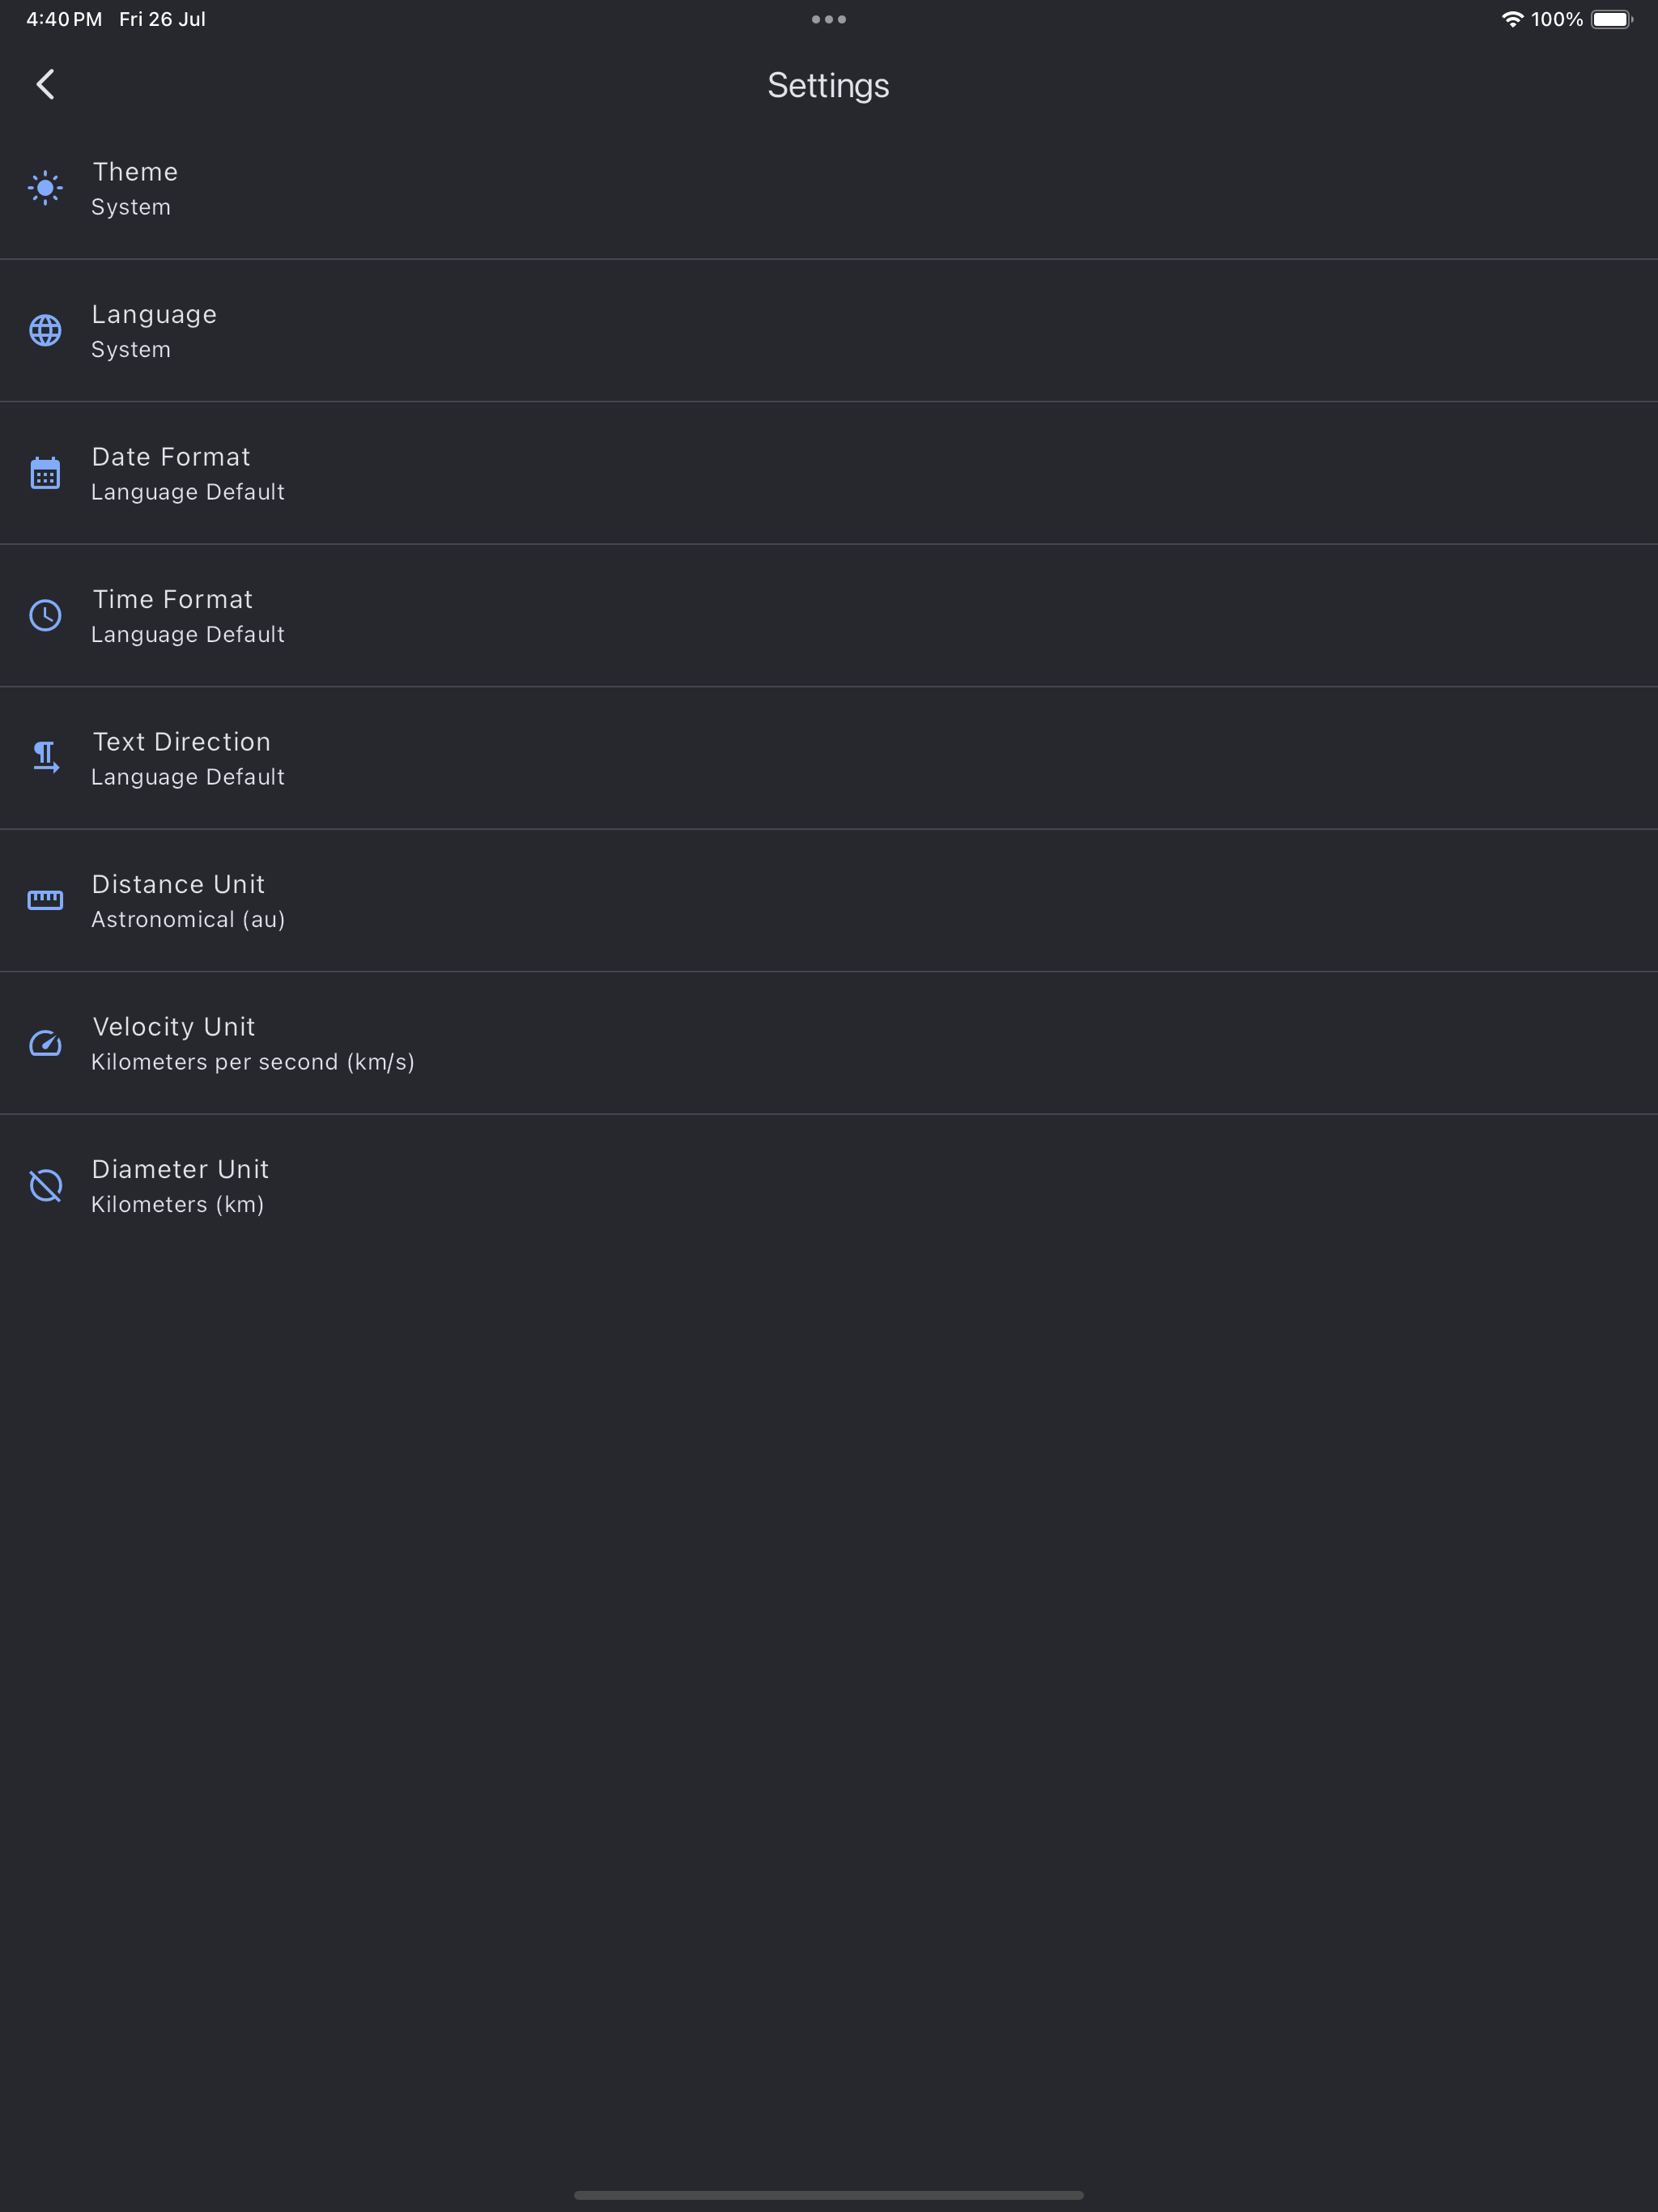 4:40 PM Fri 26 Jul
100%
Settings
Theme
System
Language
System
Date Format
Language Default
Time Format
Language Default
Text Direction
Language Default
Distance Unit
Astronomical (au)
Velocity Unit
Kilometers per second (km/s)
Diameter Unit
Kilometers (km)